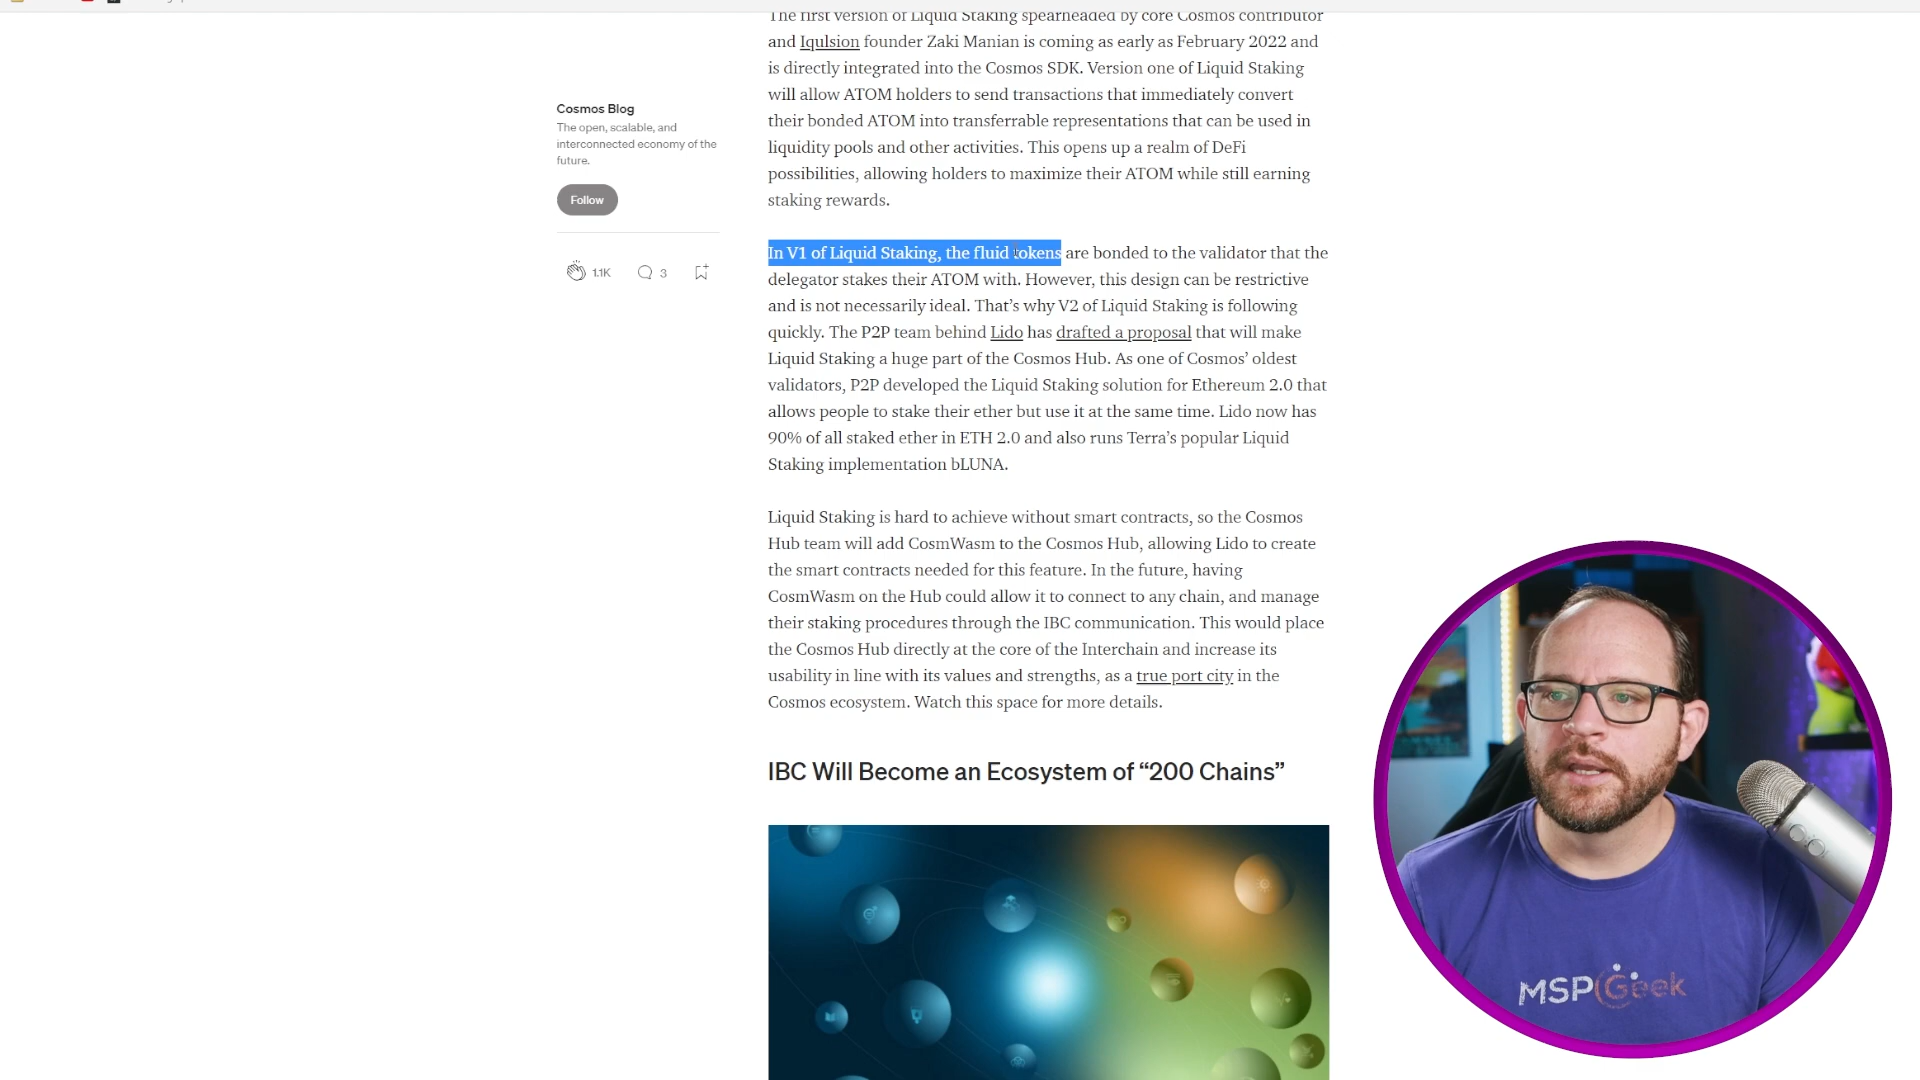 The first version of Liquid Staking spearheaded by core Cosmos contributor
and Iqulsion founder Zaki Manian is coming as early as February 2022 and
is directly integrated into the Cosmos SDK. Version one of Liquid Staking
will allow ATOM holders to send transactions that immediately convert
their bonded ATOM into transferrable representations that can be used in
liquidity pools and other activities. This opens up a realm of DeFi
possibilities, allowing holders to maximize their ATOM while still earning
staking rewards.
Cosmos Blog
The open, scalable, and
interconnected economy of the
future.
Follow
1.1K
3
In V1 of Liquid Staking, the fluid tokens are bonded to the validator that the
delegator stakes their ATOM with. However, this design can be restrictive
and is not necessarily ideal. That’s why V2 of Liquid Staking is following
quickly. The P2P team behind Lido has drafted a proposal that will make
Liquid Staking a huge part of the Cosmos Hub. As one of Cosmos’ oldest
validators, P2P developed the Liquid Staking solution for Ethereum 2.0 that
allows people to stake their ether but use it at the same time. Lido now has
90% of all staked ether in ETH 2.0 and also runs Terra’s popular Liquid
Staking implementation bLUNA.
Liquid Staking is hard to achieve without smart contracts, so the Cosmos
Hub team will add CosmWasm to the Cosmos Hub, allowing Lido to create
the smart contracts needed for this feature. In the future, having
CosmWasm on the Hub could allow it to connect to any chain, and manage
their staking procedures through the IBC communication. This would place
the Cosmos Hub directly at the core of the Interchain and increase its
usability in line with its values and strengths, as a true port city in the
Cosmos ecosystem. Watch this space for more details.
IBC Will Become an Ecosystem of “200 Chains”
MSPGeek